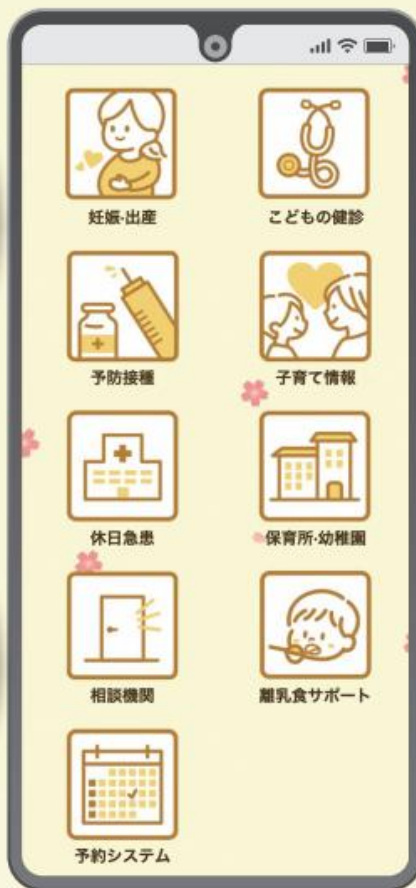 妊娠・出産
こどもの健診
予防接種
子育て情報
休日急患
保育所・幼稚園
相談機関
離乳食サポート
予約システム